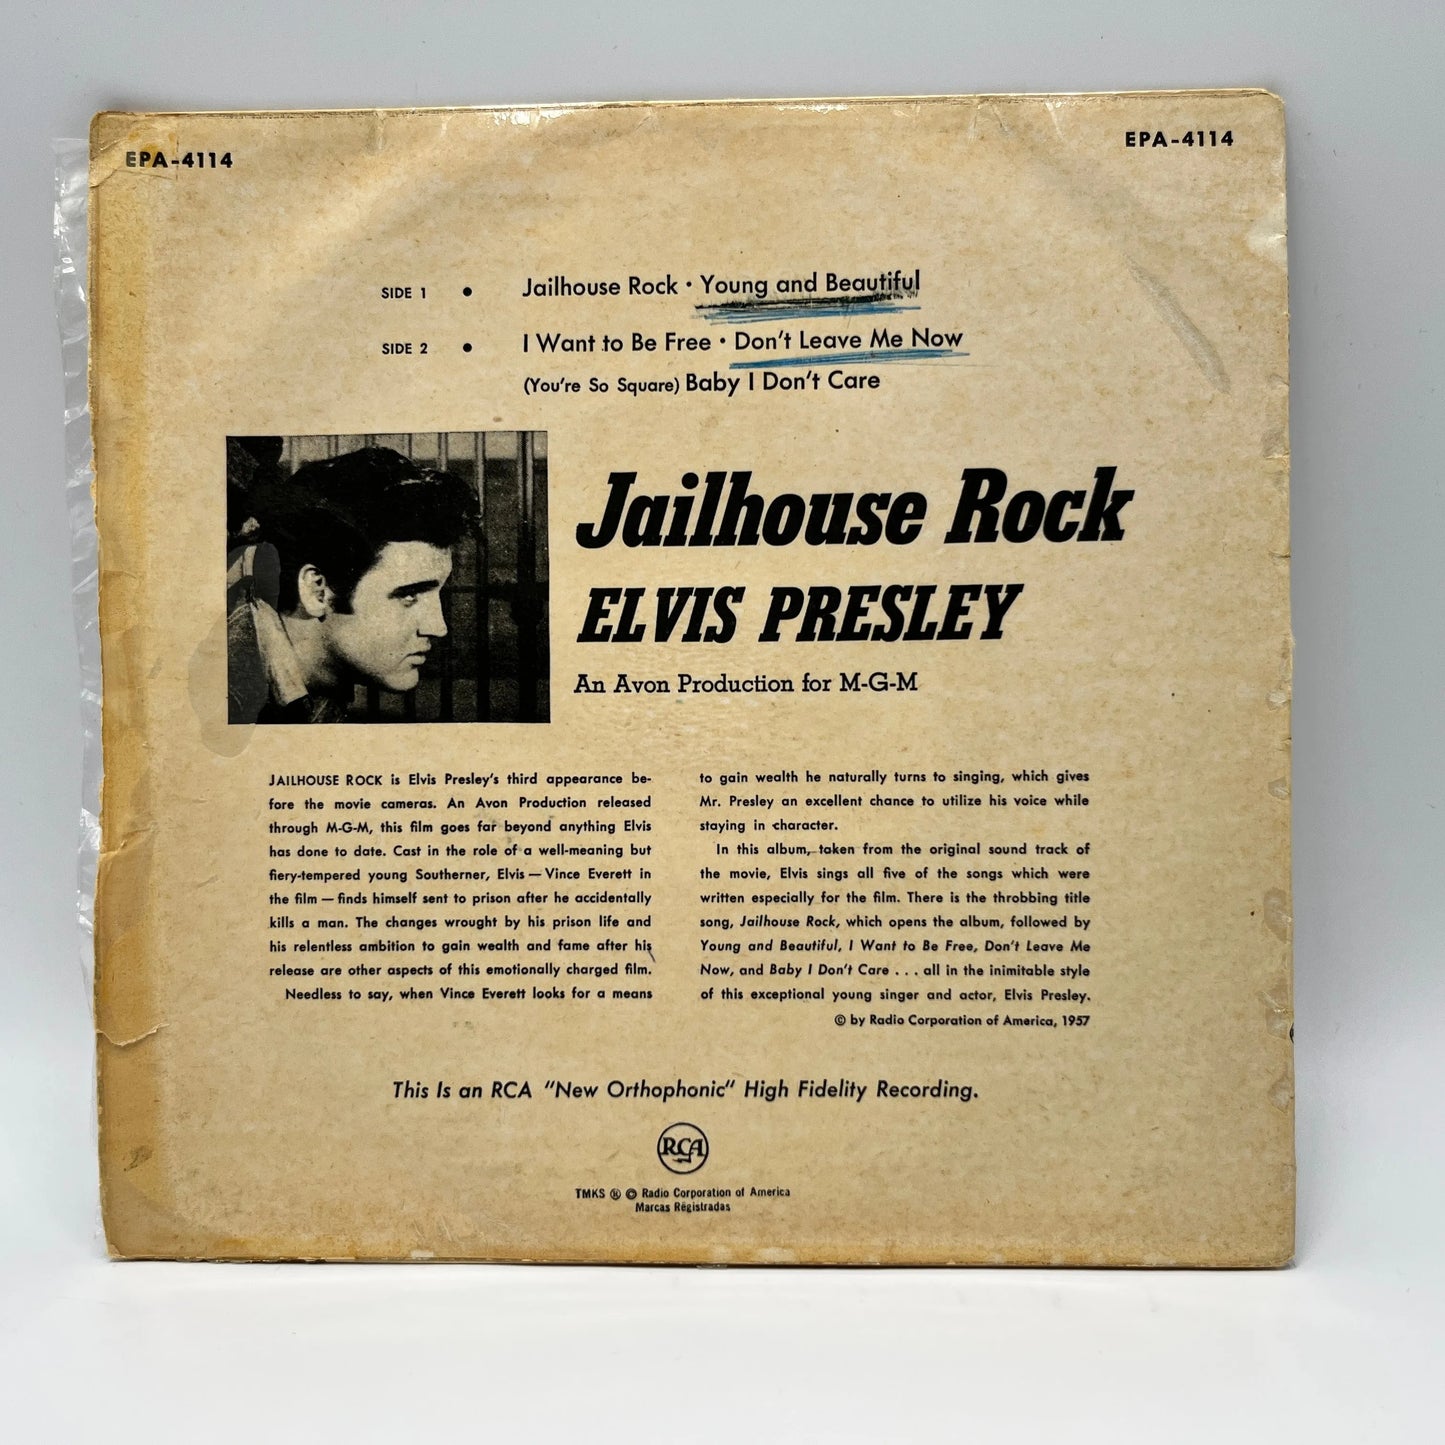 EPA-4114
EPA-4114
SIDE 1 • Jailhouse Rock • Young and Beautiful
SIDE 2 • I Want to Be Free • Don't Leave Me Now
(You're So Square) Baby I Don't Care
Jailhouse Rock
ELVIS PRESLEY
An Avon Production for M-G-M
JAILHOUSE ROCK is Elvis Presley's third appearance be-
fore the movie cameras. An Avon Production released
through M-G-M, this film goes far beyond anything Elvis
has done to date. Cast in the role of a well-meaning but
fiery-tempered young Southerner, Elvis — Vince Everett in
the film — finds himself sent to prison after he accidentally
kills a man. The changes wrought by his prison life and
his relentless ambition to gain wealth and fame after his
release are other aspects of this emotionally charged film.
Needless to say, when Vince Everett looks for a means
to gain wealth he naturally turns to singing, which gives
Mr. Presley an excellent chance to utilize his voice while
staying in character.
In this album, taken from the original sound track of
the movie, Elvis sings all five of the songs which were
written especially for the film. There is the throbbing title
song, Jailhouse Rock, which opens the album, followed by
Young and Beautiful, I Want to Be Free, Don't Leave Me
Now, and Baby I Don't Care . . . all in the inimitable style
of this exceptional young singer and actor, Elvis Presley.
© by Radio Corporation of America, 1957
This Is an RCA "New Orthophonic" High Fidelity Recording.
RCA
TMKS ® © Radio Corporation of America
Marcas Registradas